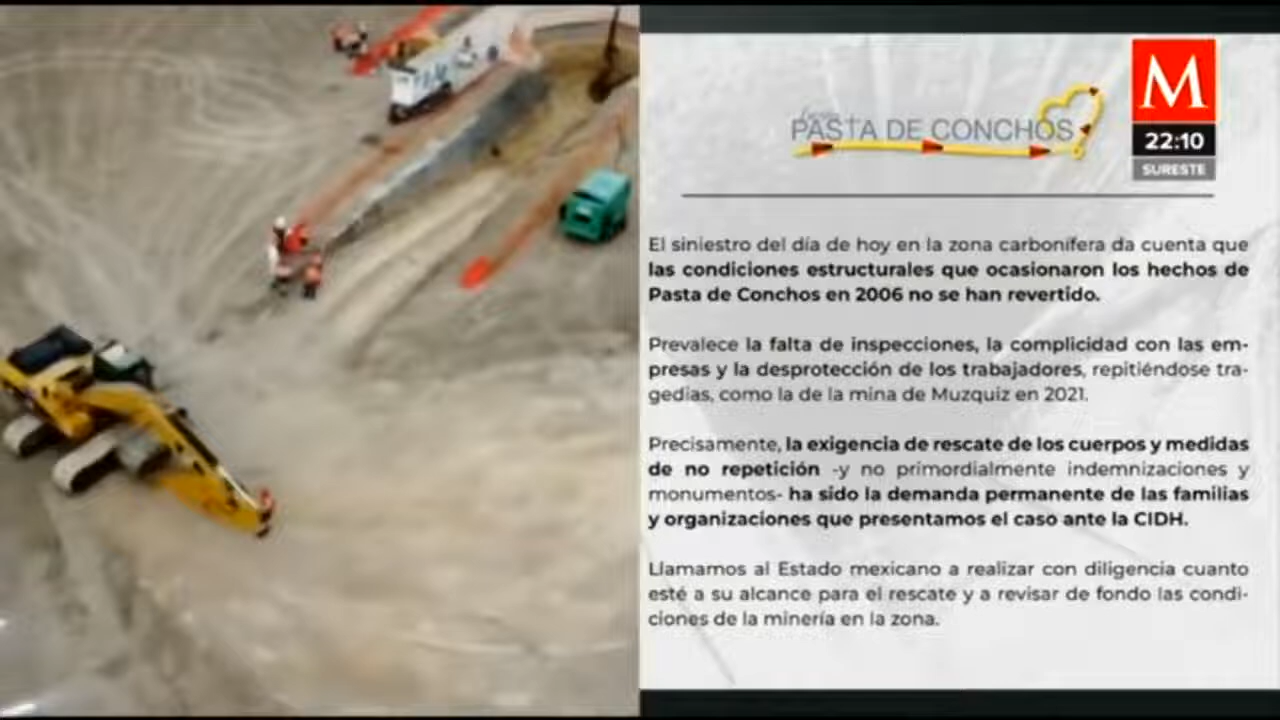 PASTA DE CONCHOS
M
22:10
SURESTE
El siniestro del día de hoy en la zona carbonífera da cuenta que
las condiciones estructurales que ocasionaron los hechos de
Pasta de Conchos en 2006 no se han revertido.
Prevalece la falta de inspecciones, la complicidad con las em-
presas y la desprotección de los trabajadores, repitiéndose tra-
gedias, como la de la mina de Muzquiz en 2021.
Precisamente, la exigencia de rescate de los cuerpos y medidas
de no repetición -y no primordialmente indemnizaciones y
monumentos- ha sido la demanda permanente de las familias
y organizaciones que presentamos el caso ante la CIDH.
Llamamos al Estado mexicano a realizar con diligencia cuanto
esté a su alcance para el rescate y a revisar de fondo las condi-
ciones de la minería en la zona.